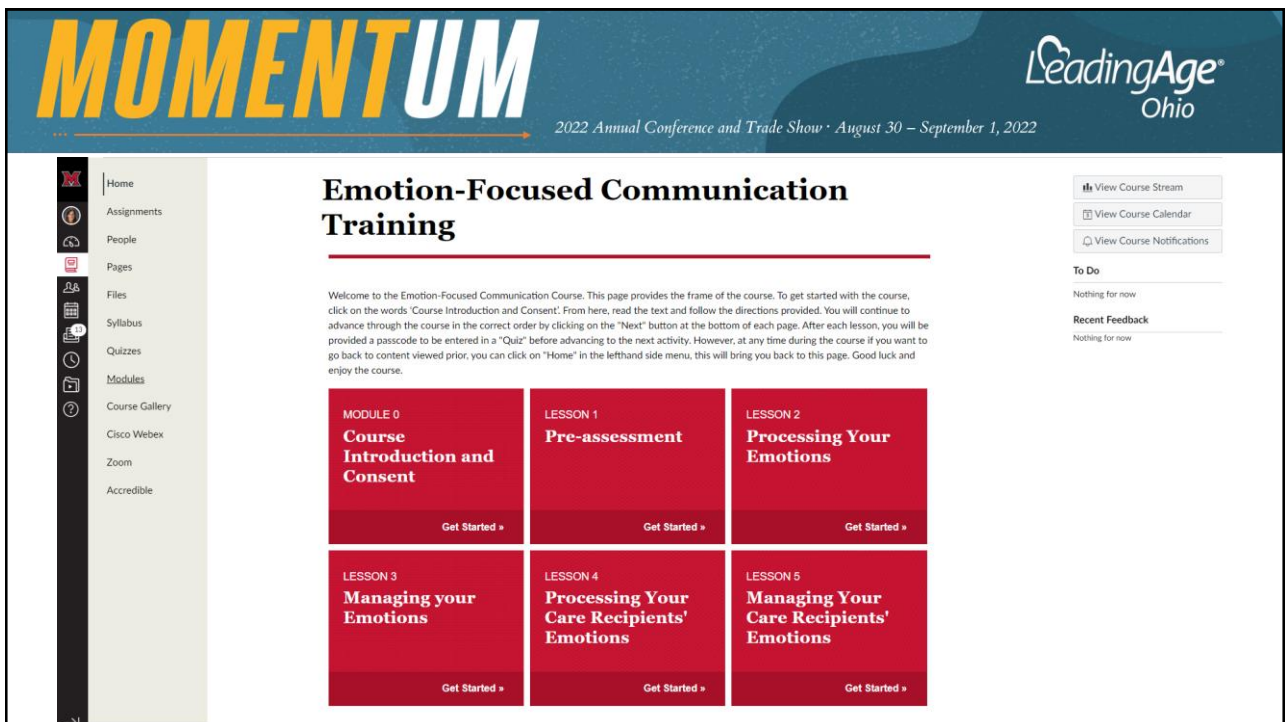 MOMENTUM
LeadingAge®
Ohio
2022 Annual Conference and Trade Show · August 30 – September 1, 2022
Home
Assignments
People
Pages
Files
Syllabus
Quizzes
Modules
Course Gallery
Cisco Webex
Zoom
Accredible
13
Emotion-Focused Communication
Training
Welcome to the Emotion-Focused Communication Course. This page provides the frame of the course. To get started with the course,
click on the words 'Course Introduction and Consent'. From here, read the text and follow the directions provided. You will continue to
advance through the course in the correct order by clicking on the "Next" button at the bottom of each page. After each lesson, you will be
provided a passcode to be entered in a "Quiz" before advancing to the next activity. However, at any time during the course if you want to
go back to content viewed prior, you can click on "Home" in the lefthand side menu, this will bring you back to this page. Good luck and
enjoy the course.
MODULE 0
Course
Introduction and
Consent
Get Started »
LESSON 1
Pre-assessment
Get Started »
LESSON 2
Processing Your
Emotions
Get Started »
LESSON 3
Managing your
Emotions
Get Started »
LESSON 4
Processing Your
Care Recipients'
Emotions
Get Started »
LESSON 5
Managing Your
Care Recipients'
Emotions
Get Started »
View Course Stream
View Course Calendar
View Course Notifications
To Do
Nothing for now
Recent Feedback
Nothing for now